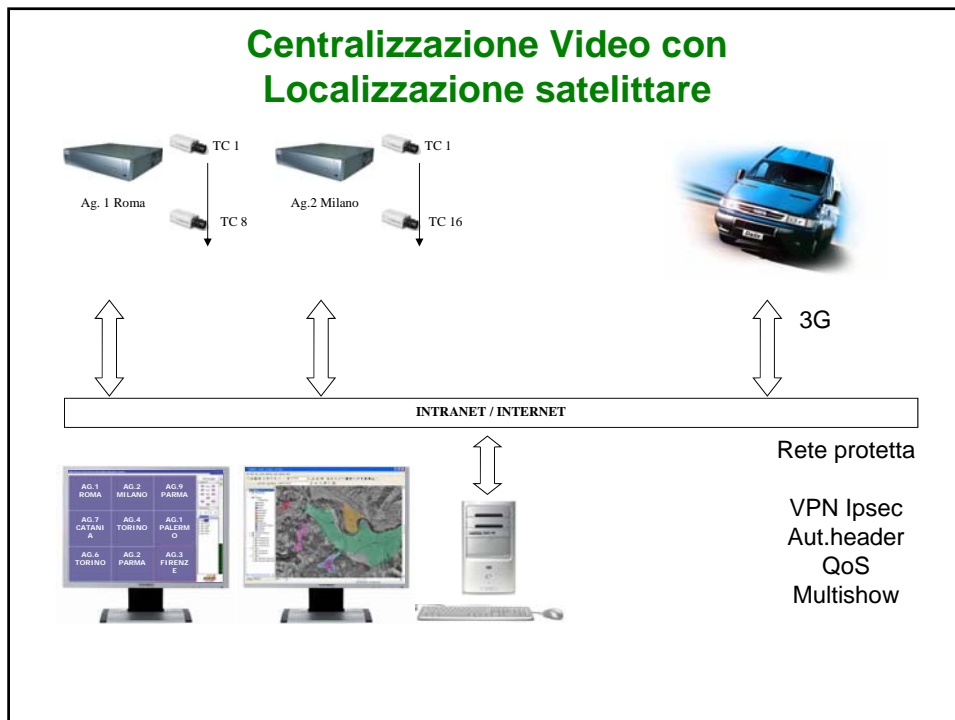 Centralizzazione Video con
Localizzazione satelittare
TC 1
TC 1
Ag. 1 Roma
Ag.2 Milano
TC 8
TC 16
3G
INTRANET / INTERNET
Rete protetta
VPN Ipsec
Aut.header
QoS
Multishow
AG.1
ROMA
AG.2
MILANO
AG.9
PARMA
AG.7
CATANI
A
AG.4
TORINO
AG.1
PALERM
O
AG.6
TORINO
AG.2
PARMA
AG.3
FIRENZ
E